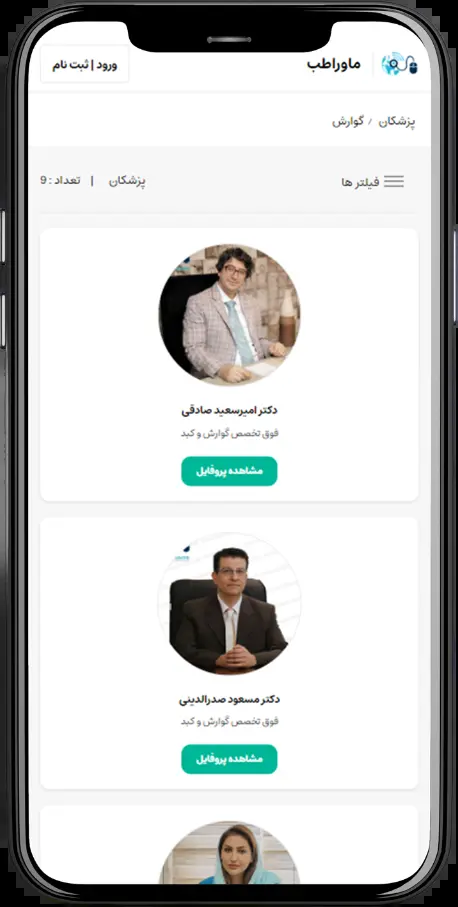 ماوراطب
ورود | ثبت نام
پزشکان / گوارش
فیلتر ها
پزشکان | تعداد : 9
دکتر امیرسعید صادقی
فوق تخصص گوارش و کبد
مشاهده پروفایل
دکتر مسعود صدرالدینی
فوق تخصص گوارش و کبد
مشاهده پروفایل